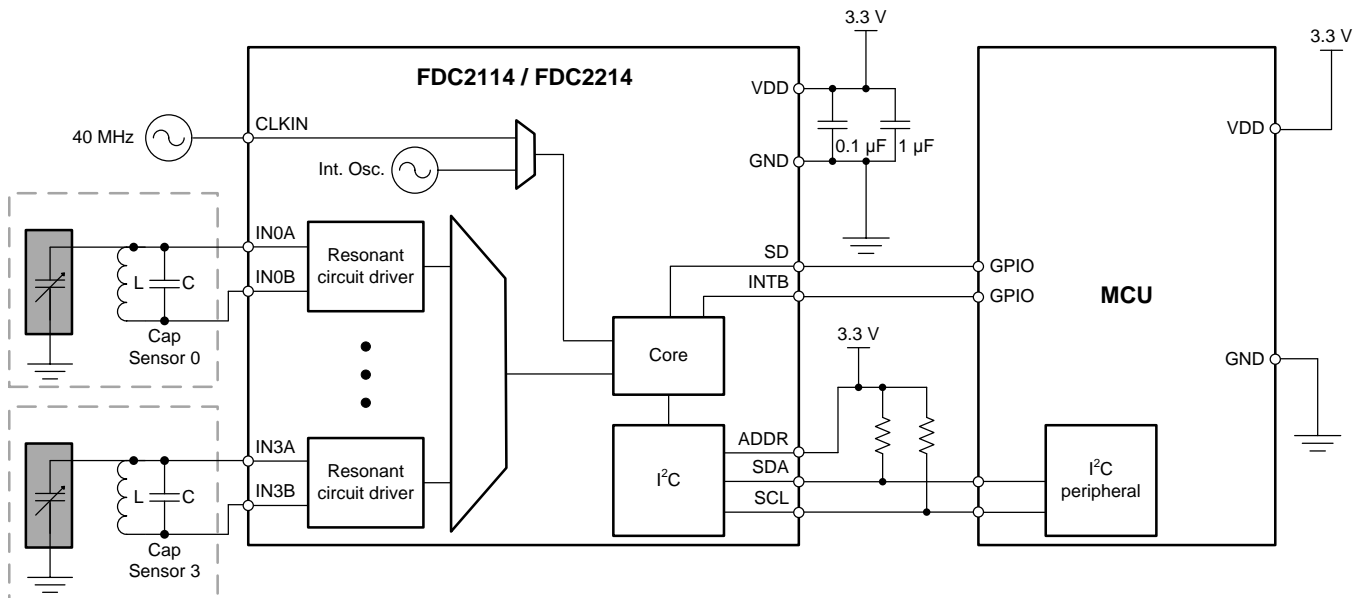 FDC2114 / FDC2214
3.3 V
3.3 V
VDD
40 MHz
CLKIN
Int. Osc.
0.1 µF
1 µF
GND
VDD
IN0A
Resonant
circuit driver
IN0B
L
C
Cap
Sensor 0
SD
GPIO
INTB
GPIO
MCU
Core
3.3 V
GND
IN3A
Resonant
circuit driver
IN3B
L
C
Cap
Sensor 3
I²C
ADDR
SDA
SCL
I²C
peripheral